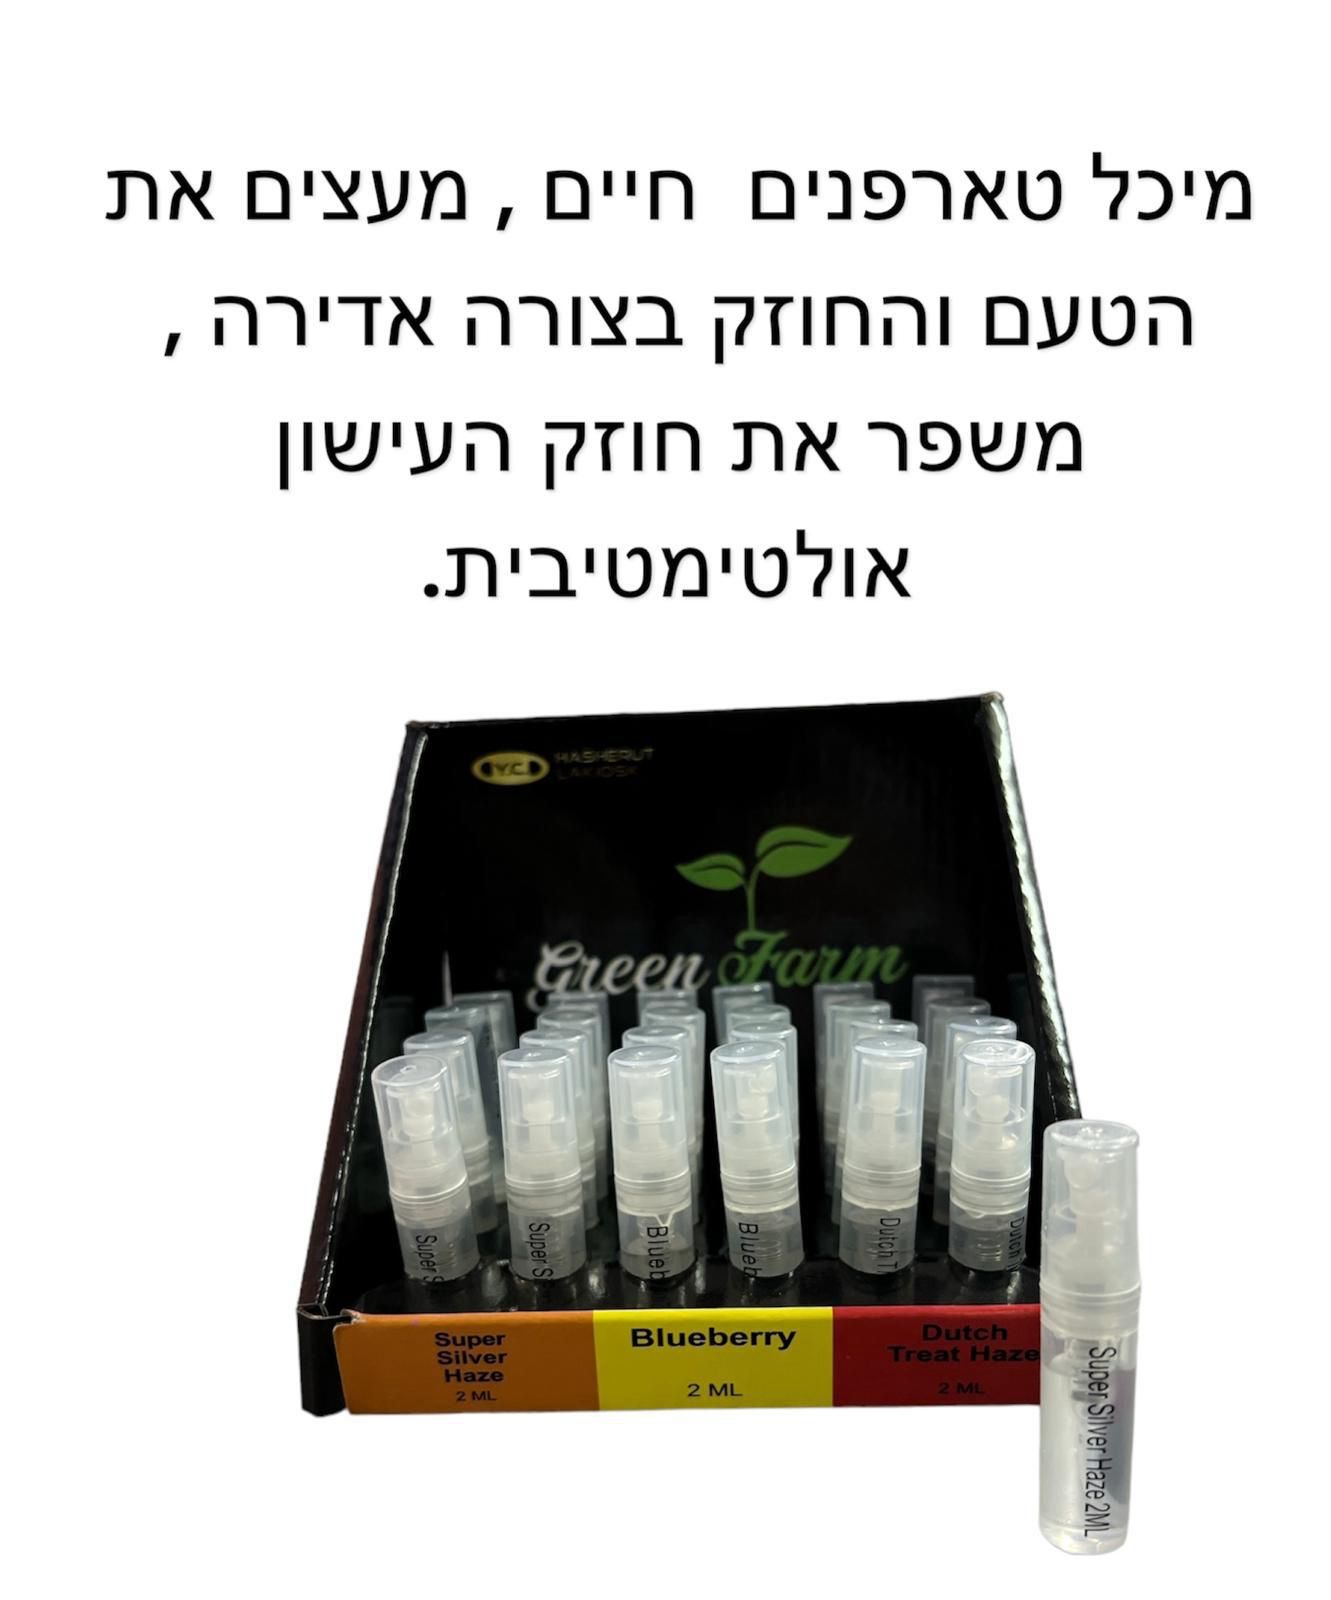 מיכל טארפנים  חיים , מעצים את
הטעם והחוזק בצורה אדירה ,
משפר את חוזק העישון
אולטימטיבית.
Y.C.
HASHERUT
LAKIOSK
Green Farm
Super S
Super S
Blueb
Blueb
Dutch T
Dutch
Super
Silver
Haze
2 ML
Blueberry
2 ML
Dutch
Treat Haze
2 ML
Super Silver Haze 2ML